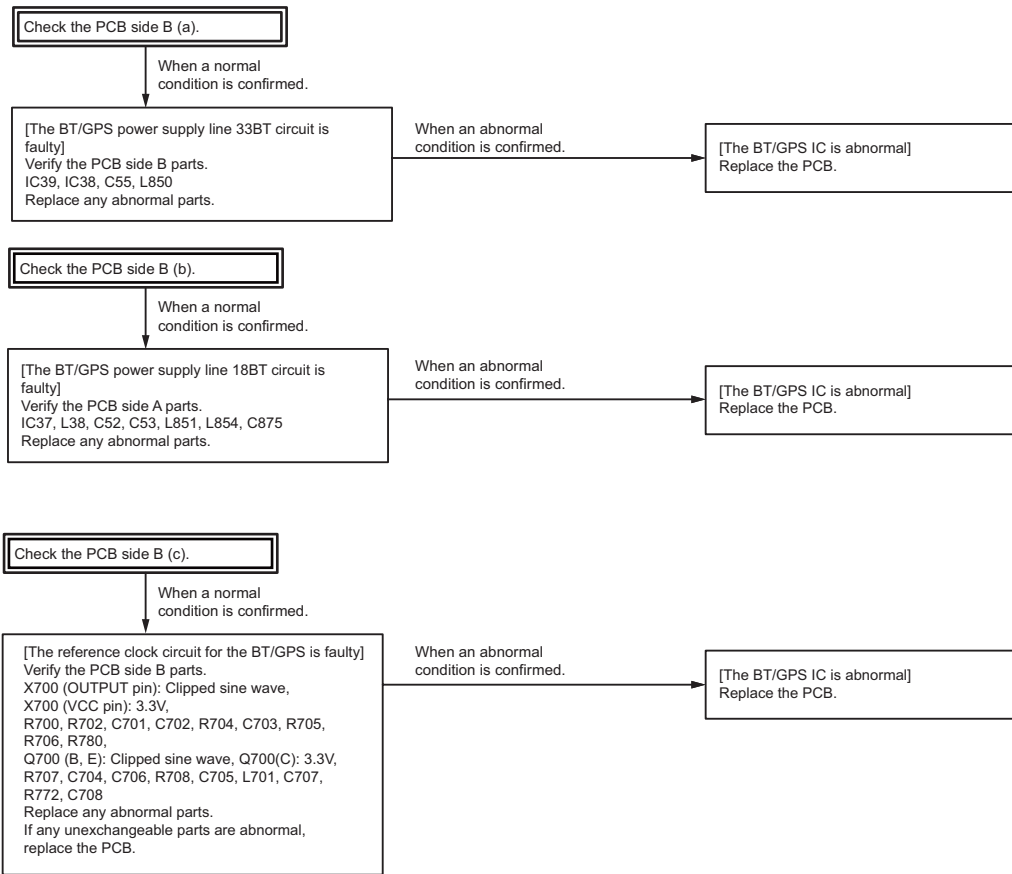 Check the PCB side B (a).
When a normal
condition is confirmed.
[The BT/GPS power supply line 33BT circuit is
faulty]
Verify the PCB side B parts.
IC39, IC38, C55, L850
Replace any abnormal parts.
When an abnormal
condition is confirmed.
[The BT/GPS IC is abnormal]
Replace the PCB.
Check the PCB side B (b).
When a normal
condition is confirmed.
[The BT/GPS power supply line 18BT circuit is
faulty]
Verify the PCB side A parts.
IC37, L38, C52, C53, L851, L854, C875
Replace any abnormal parts.
When an abnormal
condition is confirmed.
[The BT/GPS IC is abnormal]
Replace the PCB.
Check the PCB side B (c).
When a normal
condition is confirmed.
[The reference clock circuit for the BT/GPS is faulty]
Verify the PCB side B parts.
X700 (OUTPUT pin): Clipped sine wave,
X700 (VCC pin): 3.3V,
R700, R702, C701, C702, R704, C703, R705,
R706, R780,
Q700 (B, E): Clipped sine wave, Q700(C): 3.3V,
R707, C704, C706, R708, C705, L701, C707,
R772, C708
Replace any abnormal parts.
If any unexchangeable parts are abnormal,
replace the PCB.
When an abnormal
condition is confirmed.
[The BT/GPS IC is abnormal]
Replace the PCB.